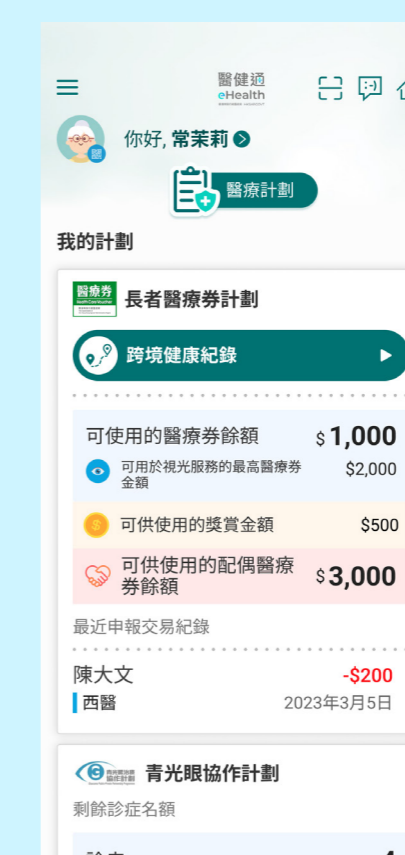 醫健通
eHealth
你好, 常茉莉
醫療計劃
我的計劃
醫療券
長者醫療券計劃
跨境健康紀錄
可使用的醫療券餘額 $ 1,000
可用於視光服務的最高醫療券 $2,000
金額
可供使用的獎賞金額 $500
可供使用的配偶醫療 $ 3,000
券餘額
最近申報交易紀錄
陳大文 -$200
西醫 2023年3月5日
青光眼協作計劃
剩餘診症名額